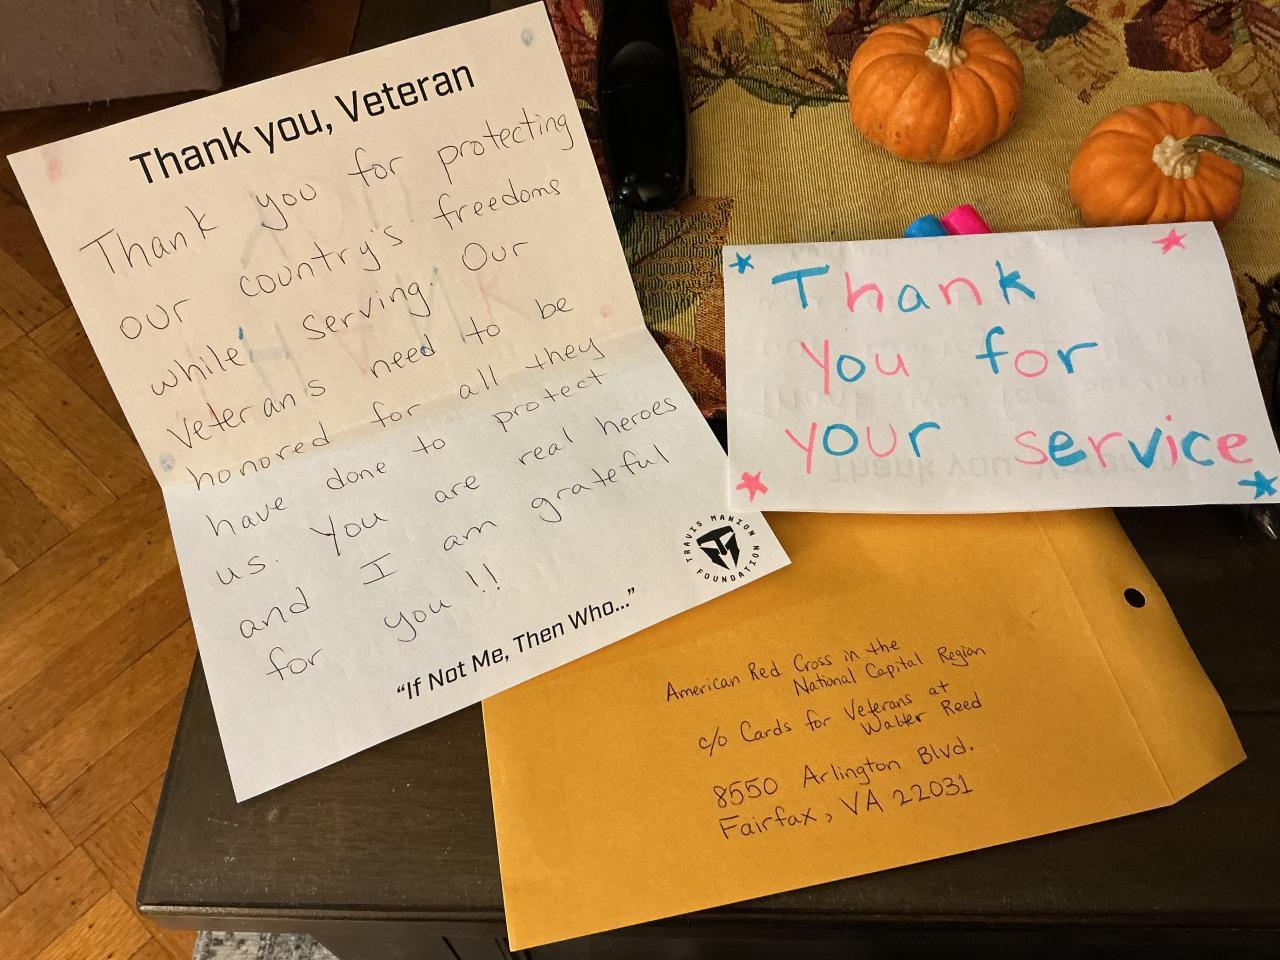 Thank you, Veteran
Thank you for protecting
our country's freedoms
while serving. Our
Veterans need to be
honored for all they
have done to protect
us. You are real heroes
and I am grateful
for you!!
"If Not Me, Then Who..."
TRAVIS MANION
FOUNDATION
Thank
you for
your service
American Red Cross in the
National Capital Region
c/o Cards for Veterans at
Walter Reed
8550 Arlington Blvd.
Fairfax, VA 22031